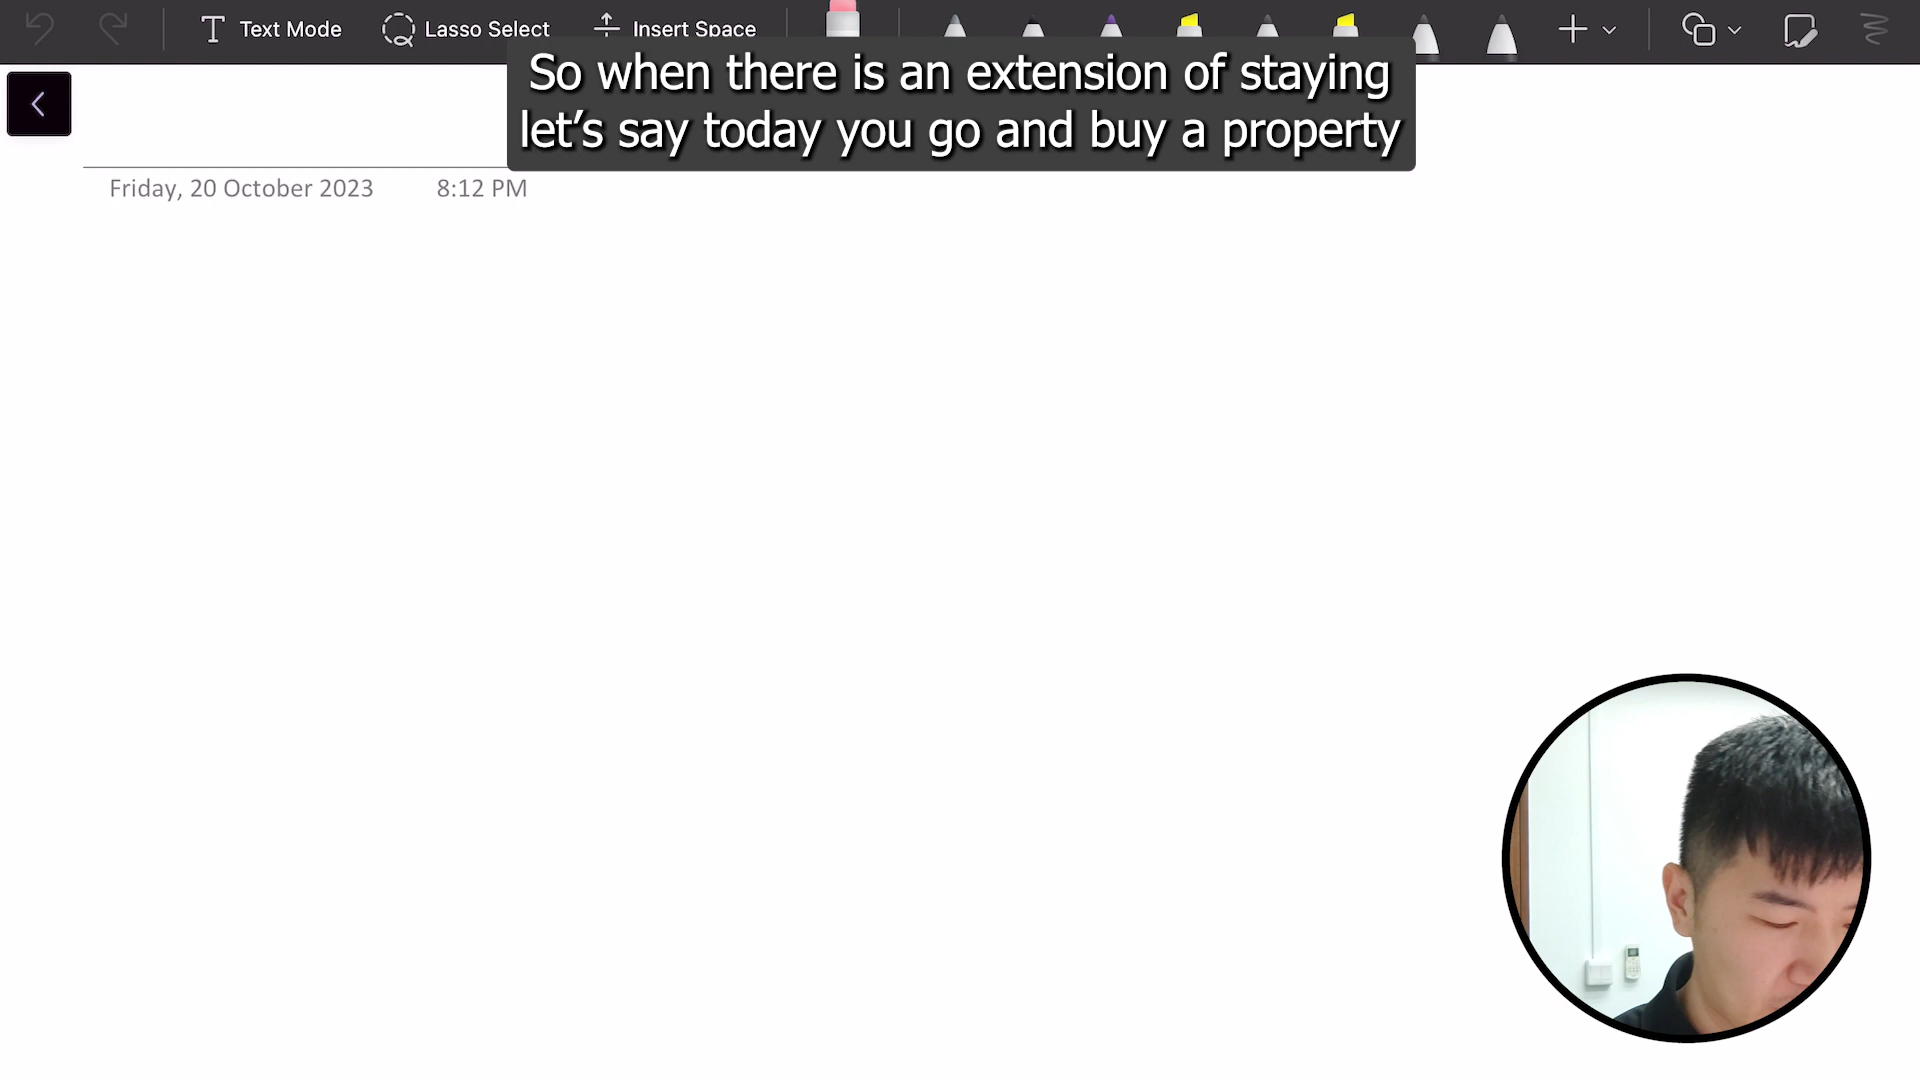 Text Mode Lasso Select Insert Space
So when there is an extension of staying
let’s say today you go and buy a property
Friday, 20 October 2023 8:12 PM